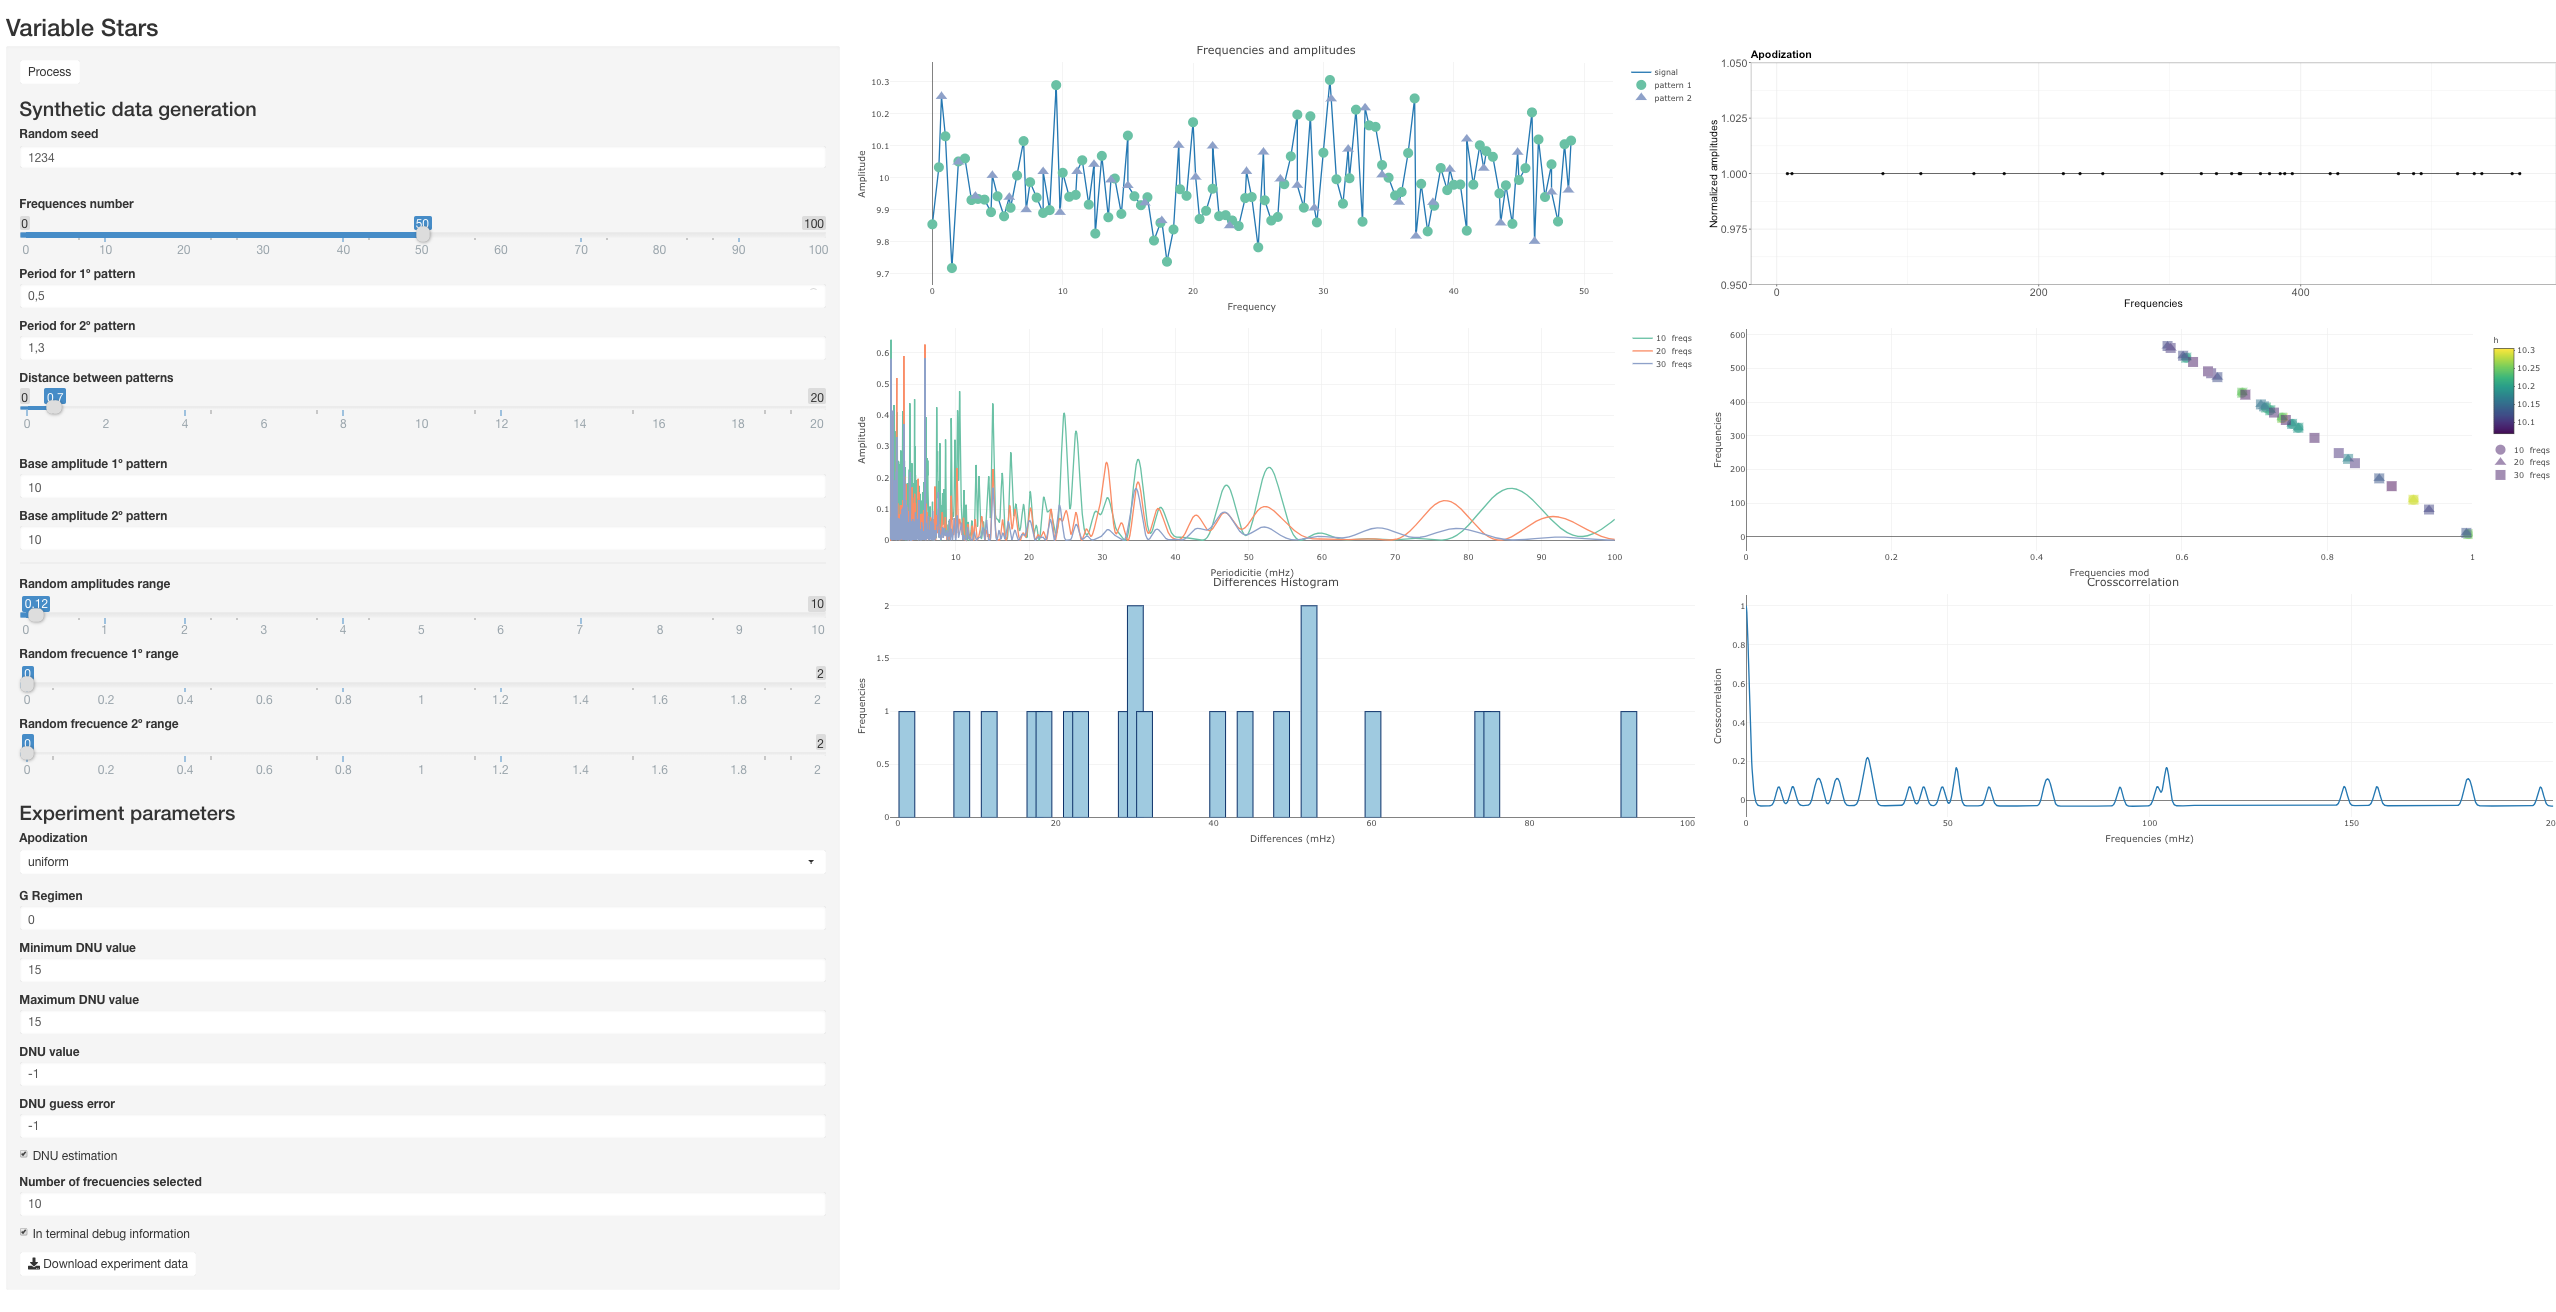 Variable Stars
Process
Synthetic data generation
Random seed
1234
Frequences number
0 50 100
0 10 20 30 40 50 60 70 80 90 100
Period for 1º pattern
0,5
Period for 2º pattern
1,3
Distance between patterns
0 0.7 20
0 2 4 6 8 10 12 14 16 18 20
Base amplitude 1º pattern
10
Base amplitude 2º pattern
10
Random amplitudes range
0.12 10
0 1 2 3 4 5 6 7 8 9 10
Random frecuence 1º range
0 2
0 0.2 0.4 0.6 0.8 1 1.2 1.4 1.6 1.8 2
Random frecuence 2º range
0 2
0 0.2 0.4 0.6 0.8 1 1.2 1.4 1.6 1.8 2
Experiment parameters
Apodization
uniform
G Regimen
0
Minimum DNU value
15
Maximum DNU value
15
DNU value
-1
DNU guess error
-1
DNU estimation
Number of frecuencies selected
10
In terminal debug information
Download experiment data
Frequencies and amplitudes
Amplitude
10.3
10.2
10.1
10
9.9
9.8
9.7
0 10 20 30 40 50
Frequency
signal
pattern 1
pattern 2
Apodization
Normalized amplitudes
1.050
1.025
1.000
0.975
0.950
0 200 400
Frequencies
Amplitude
0.6
0.5
0.4
0.3
0.2
0.1
0
10 20 30 40 50 60 70 80 90 100
Periodicitie (mHz)
10 freqs
20 freqs
30 freqs
Frequencies
600
500
400
300
200
100
0
0 0.2 0.4 0.6 0.8 1
Frequencies mod
h
10.3
10.25
10.2
10.15
10.1
10 freqs
20 freqs
30 freqs
Differences Histogram
Frequencies
2
1.5
1
0.5
0
0 20 40 60 80 100
Differences (mHz)
Crosscorrelation
Crosscorrelation
1
0.8
0.6
0.4
0.2
0
0 50 100 150 20
Frequencies (mHz)